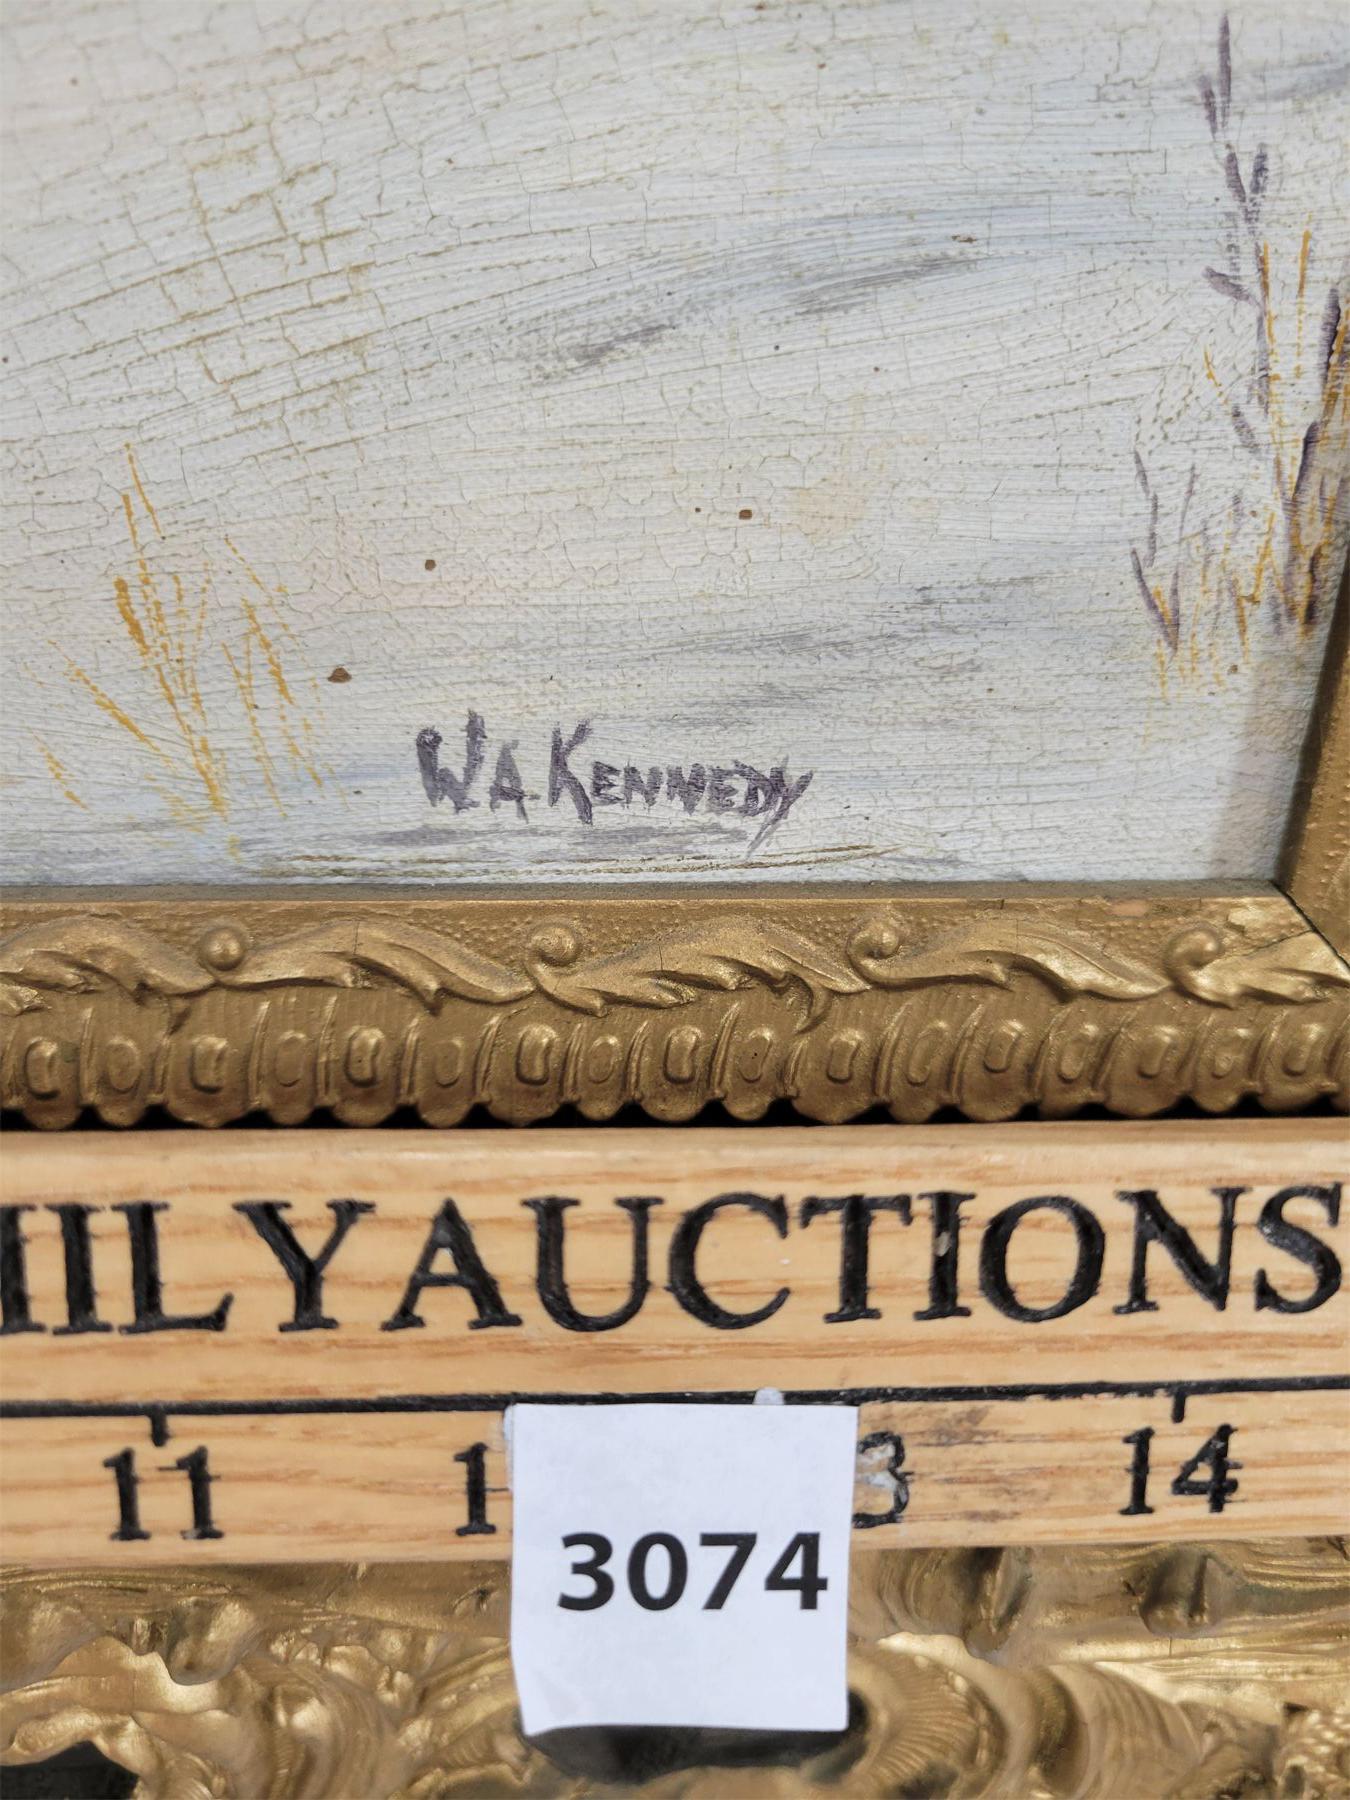 W.A. KENNEDY
ILYAUCTIONS
11 14
3074